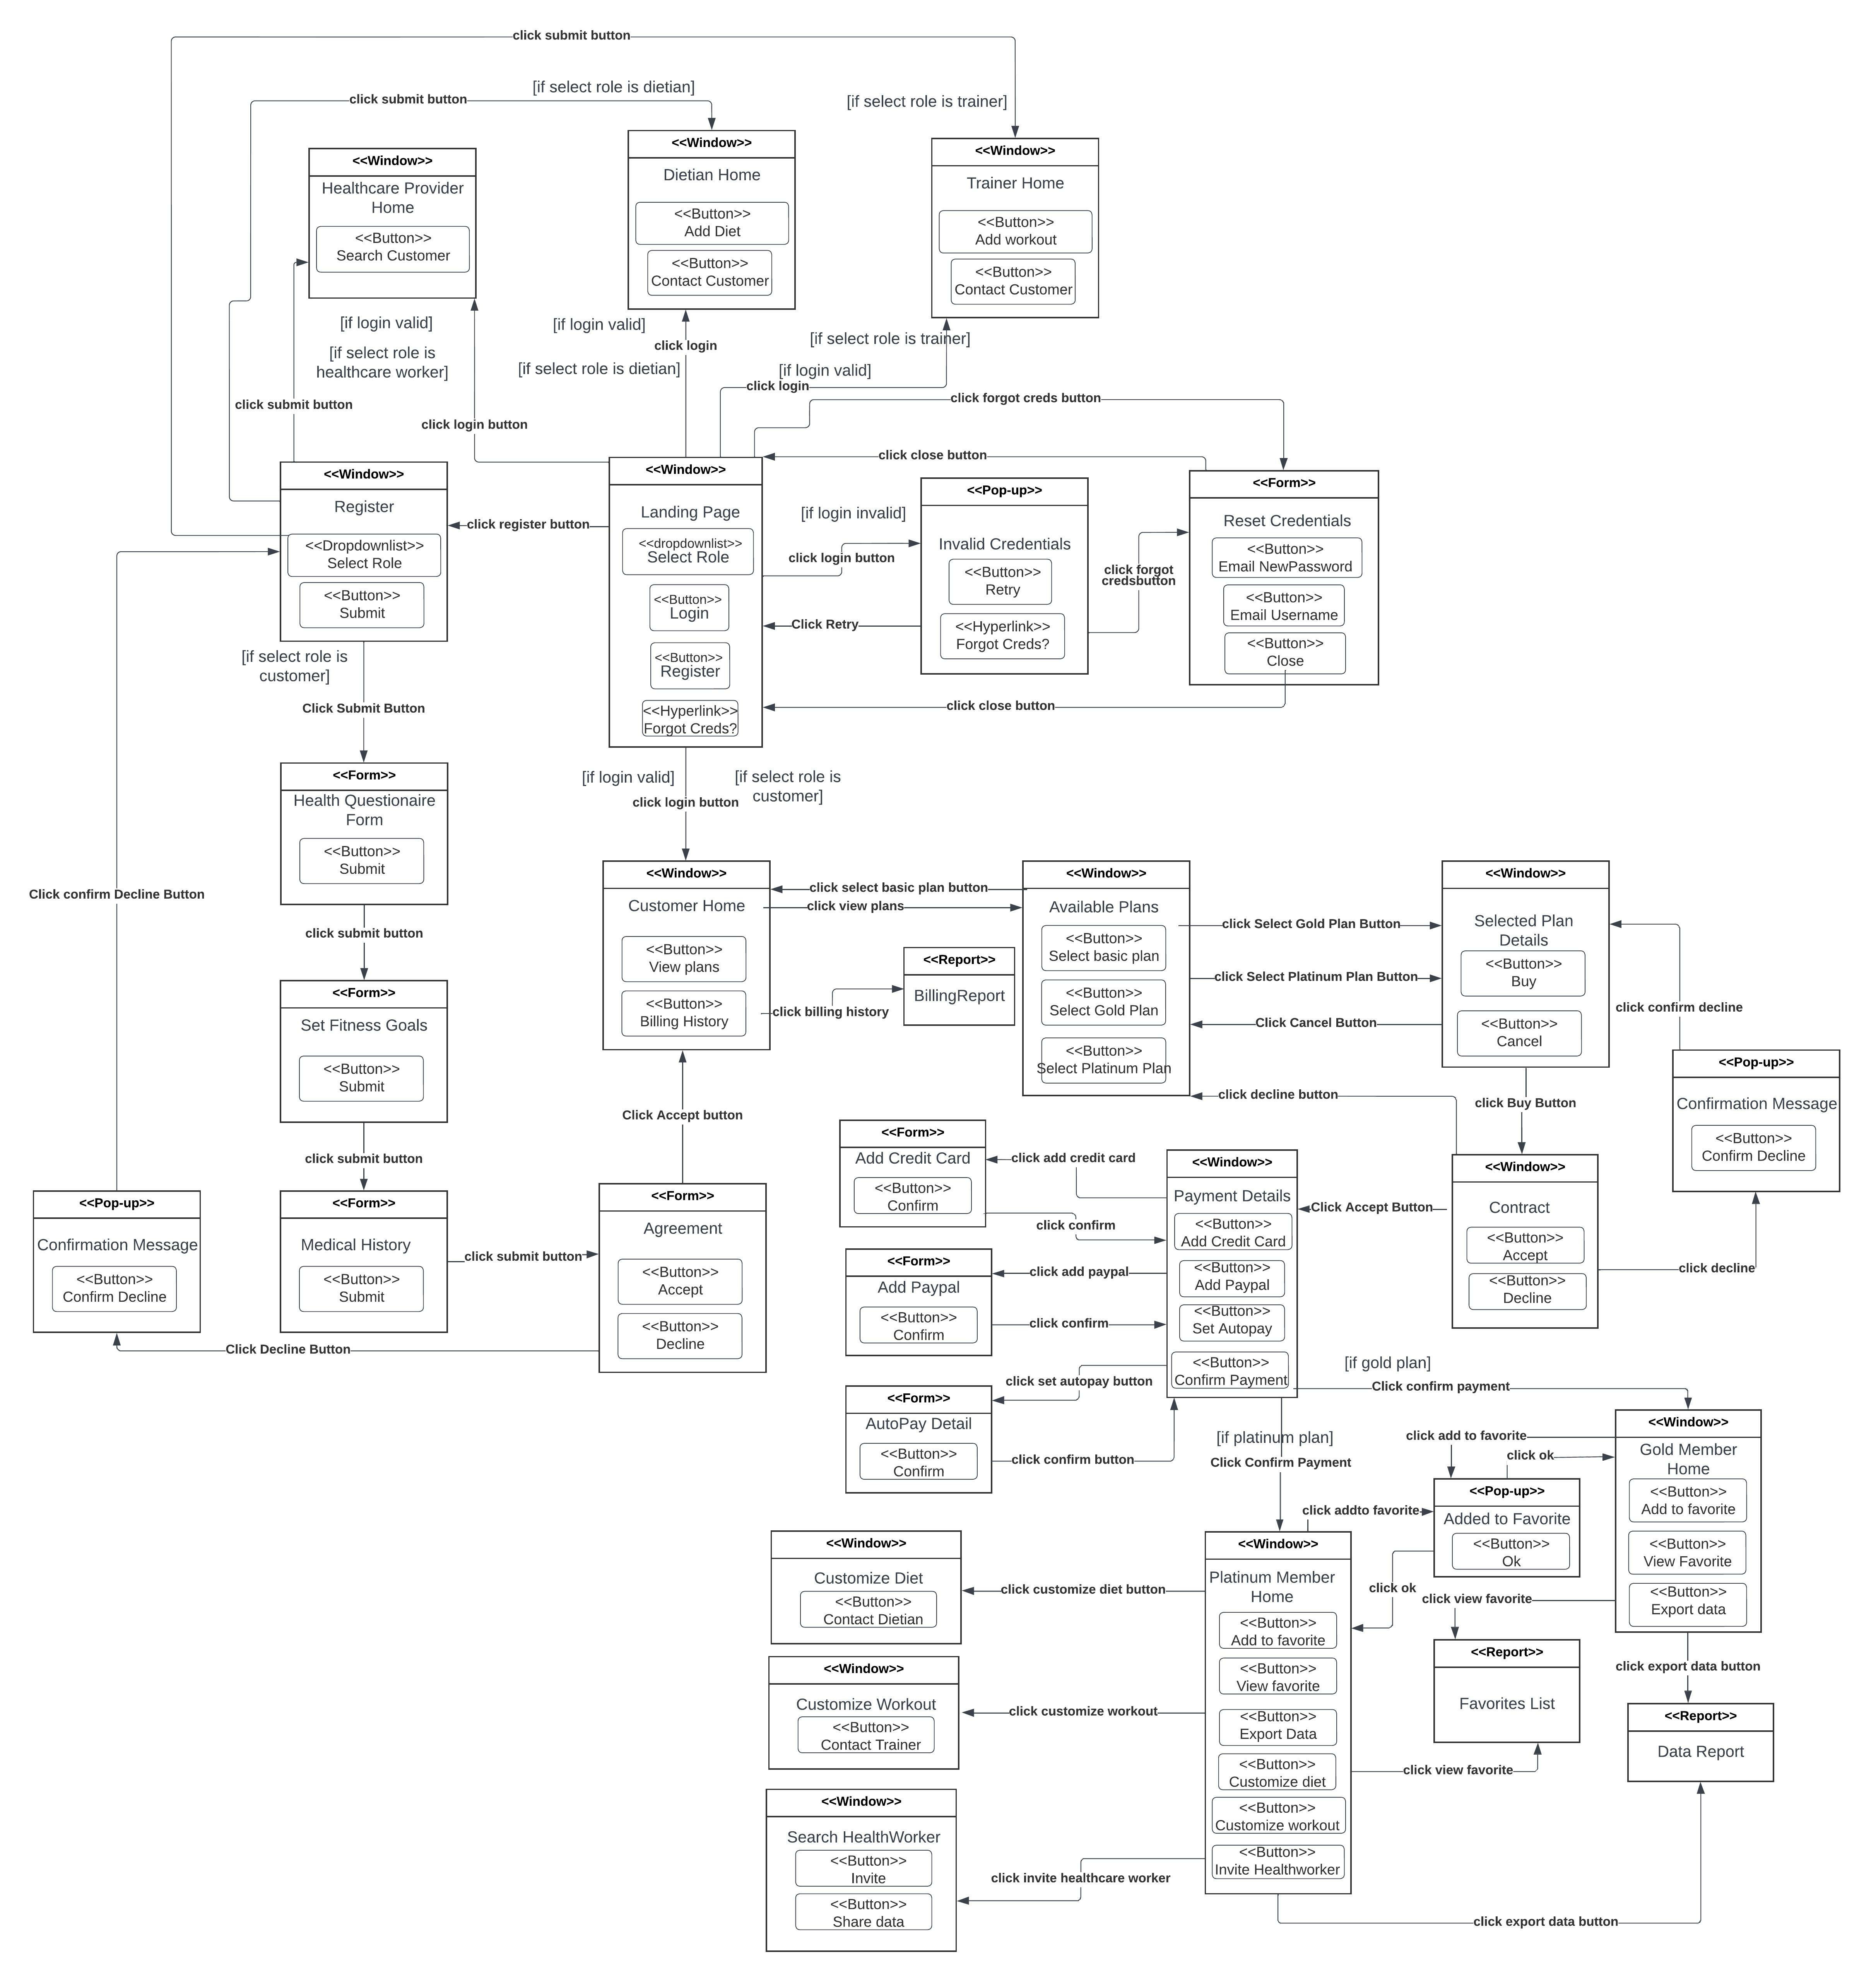 click submit button
[if select role is dietian]
click submit button
[if select role is trainer]
<<Window>>
Healthcare Provider
Home
<<Button>>
Search Customer
<<Window>>
Dietian Home
<<Button>>
Add Diet
<<Button>>
Contact Customer
<<Window>>
Trainer Home
<<Button>>
Add workout
<<Button>>
Contact Customer
[if login valid]
[if select role is
healthcare worker]
click submit button
click login button
[if login valid]
click login
[if select role is dietian]
[if select role is trainer]
[if login valid]
click login
click forgot creds button
click close button
<<Window>>
Register
<<Dropdownlist>>
Select Role
<<Button>>
Submit
click register button
<<Window>>
Landing Page
<<dropdownlist>>
Select Role
<<Button>>
Login
<<Button>>
Register
<<Hyperlink>>
Forgot Creds?
[if login invalid]
click login button
Click Retry
<<Pop-up>>
Invalid Credentials
<<Button>>
Retry
<<Hyperlink>>
Forgot Creds?
click forgot
credsbutton
<<Form>>
Reset Credentials
<<Button>>
Email NewPassword
<<Button>>
Email Username
<<Button>>
Close
click close button
[if select role is
customer]
Click Submit Button
[if login valid]
[if select role is
customer]
click login button
<<Form>>
Health Questionaire
Form
<<Button>>
Submit
Click confirm Decline Button
click submit button
<<Form>>
Set Fitness Goals
<<Button>>
Submit
click submit button
<<Window>>
Customer Home
<<Button>>
View plans
<<Button>>
Billing History
click select basic plan button
click view plans
click billing history
<<Report>>
BillingReport
<<Window>>
Available Plans
<<Button>>
Select basic plan
<<Button>>
Select Gold Plan
<<Button>>
Select Platinum Plan
click Select Gold Plan Button
click Select Platinum Plan Button
Click Cancel Button
<<Window>>
Selected Plan
Details
<<Button>>
Buy
<<Button>>
Cancel
click confirm decline
<<Pop-up>>
Confirmation Message
<<Button>>
Confirm Decline
click decline button
click Buy Button
Click Accept button
<<Pop-up>>
Confirmation Message
<<Button>>
Confirm Decline
<<Form>>
Medical History
<<Button>>
Submit
click submit button
<<Form>>
Agreement
<<Button>>
Accept
<<Button>>
Decline
Click Decline Button
<<Form>>
Add Credit Card
<<Button>>
Confirm
click add credit card
click confirm
<<Form>>
Add Paypal
<<Button>>
Confirm
click add paypal
click confirm
<<Form>>
AutoPay Detail
<<Button>>
Confirm
click set autopay button
click confirm button
<<Window>>
Payment Details
<<Button>>
Add Credit Card
<<Button>>
Add Paypal
<<Button>>
Set Autopay
<<Button>>
Confirm Payment
Click Accept Button
<<Window>>
Contract
<<Button>>
Accept
<<Button>>
Decline
click decline
[if gold plan]
Click confirm payment
[if platinum plan]
Click Confirm Payment
click add to favorite
click ok
<<Window>>
Gold Member
Home
<<Button>>
Add to favorite
<<Button>>
View Favorite
<<Button>>
Export data
click addto favorite
<<Pop-up>>
Added to Favorite
<<Button>>
Ok
click ok
click view favorite
<<Window>>
Customize Diet
<<Button>>
Contact Dietian
click customize diet button
<<Window>>
Customize Workout
<<Button>>
Contact Trainer
click customize workout
<<Window>>
Platinum Member
Home
<<Button>>
Add to favorite
<<Button>>
View favorite
<<Button>>
Export Data
<<Button>>
Customize diet
<<Button>>
Customize workout
<<Button>>
Invite Healthworker
<<Report>>
Favorites List
click view favorite
click export data button
<<Report>>
Data Report
<<Window>>
Search HealthWorker
<<Button>>
Invite
<<Button>>
Share data
click invite healthcare worker
click export data button